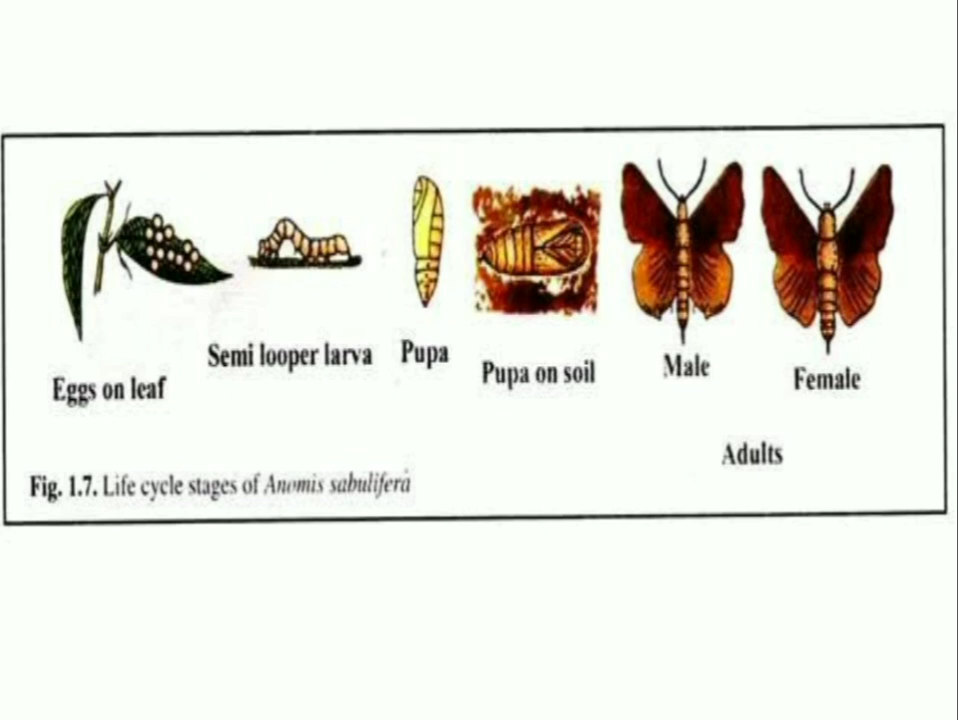 Eggs on leaf
Semi looper larva
Pupa
Pupa on soil
Male
Female
Adults
Fig. 1.7. Life cycle stages of Anomis sabulifera